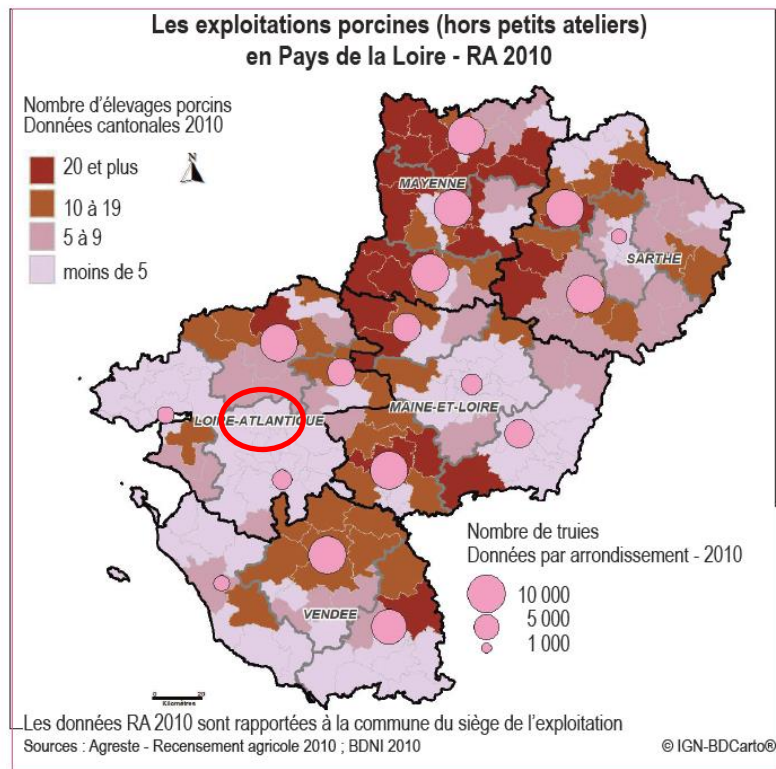 Les exploitations porcines (hors petits ateliers)
en Pays de la Loire - RA 2010
Nombre d'élevages porcins
Données cantonales 2010
20 et plus
10 à 19
5 à 9
moins de 5
N
MAYENNE
SARTHE
LOIRE-ATLANTIQUE
MAINE-ET-LOIRE
VENDEE
Nombre de truies
Données par arrondissement - 2010
10 000
5 000
1 000
0 20
Kilomètres
Les données RA 2010 sont rapportées à la commune du siège de l'exploitation
Sources : Agreste - Recensement agricole 2010 ; BDNI 2010
© IGN-BDCarto®